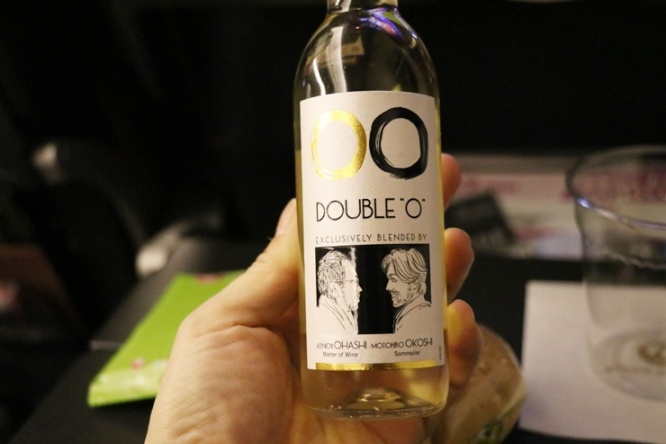 OO
DOUBLE "O"
EXCLUSIVELY BLENDED BY
KENICHI OHASHI MOTOHIRO OKOSHI
Master of Wine Sommelier